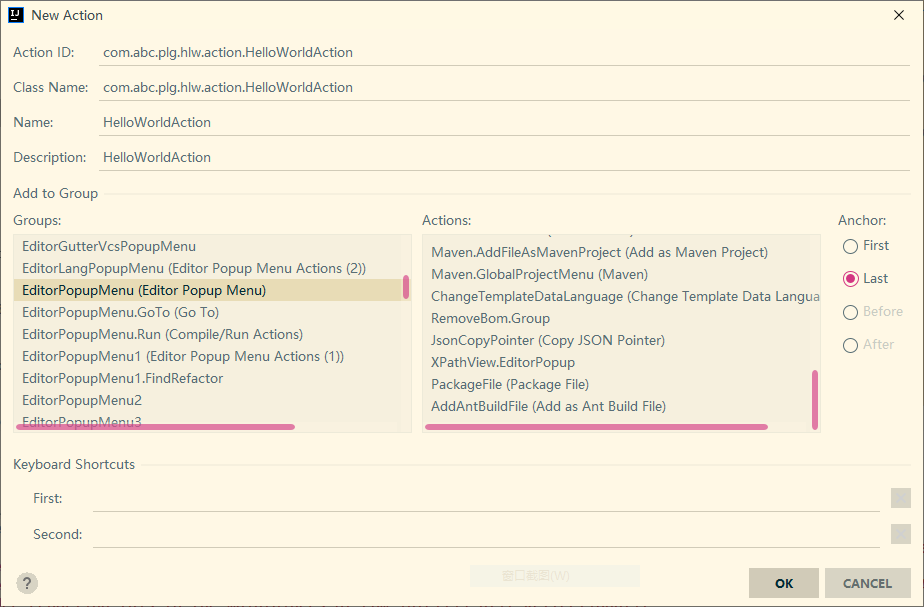 New Action
Action ID: com.abc.plg.hlw.action.HelloWorldAction
Class Name: com.abc.plg.hlw.action.HelloWorldAction
Name: HelloWorldAction
Description: HelloWorldAction
Add to Group
Groups:
EditorGutterVcsPopupMenu
EditorLangPopupMenu (Editor Popup Menu Actions (2))
EditorPopupMenu (Editor Popup Menu)
EditorPopupMenu.GoTo (Go To)
EditorPopupMenu.Run (Compile/Run Actions)
EditorPopupMenu1 (Editor Popup Menu Actions (1))
EditorPopupMenu1.FindRefactor
EditorPopupMenu2
EditorPopupMenu3
Actions:
Maven.AddFileAsMavenProject (Add as Maven Project)
Maven.GlobalProjectMenu (Maven)
ChangeTemplateDataLanguage (Change Template Data Langua
RemoveBom.Group
JsonCopyPointer (Copy JSON Pointer)
XPathView.EditorPopup
PackageFile (Package File)
AddAntBuildFile (Add as Ant Build File)
Anchor:
First
Last
Before
After
Keyboard Shortcuts
First:
Second:
?
窗口截图(W)
OK
CANCEL